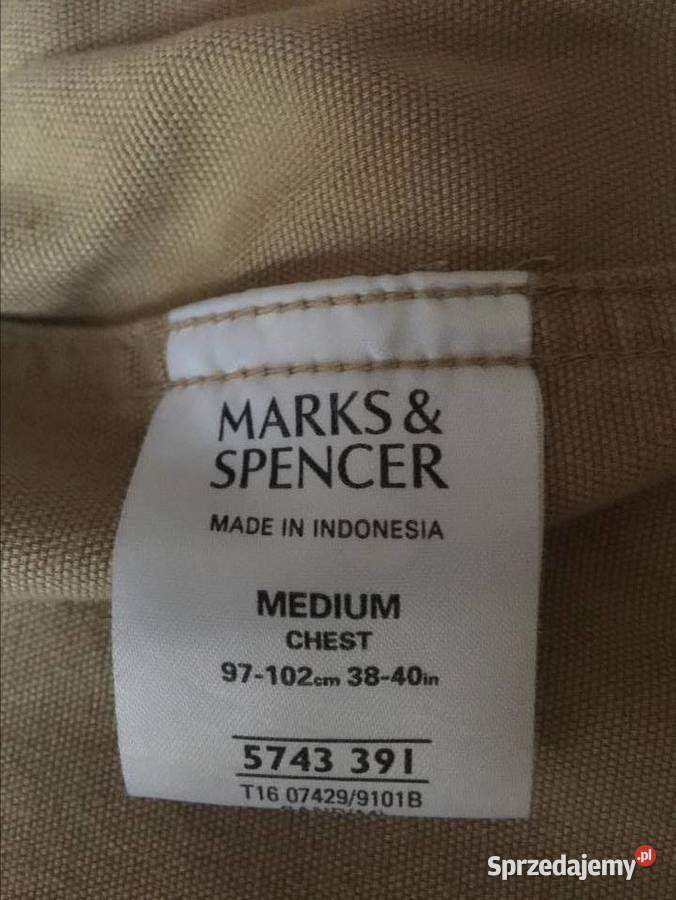 MARKS &
SPENCER
MADE IN INDONESIA
MEDIUM
CHEST
97-102cm 38-40in
5743 391
T16 07429/9101B
Sprzedajemy.pl